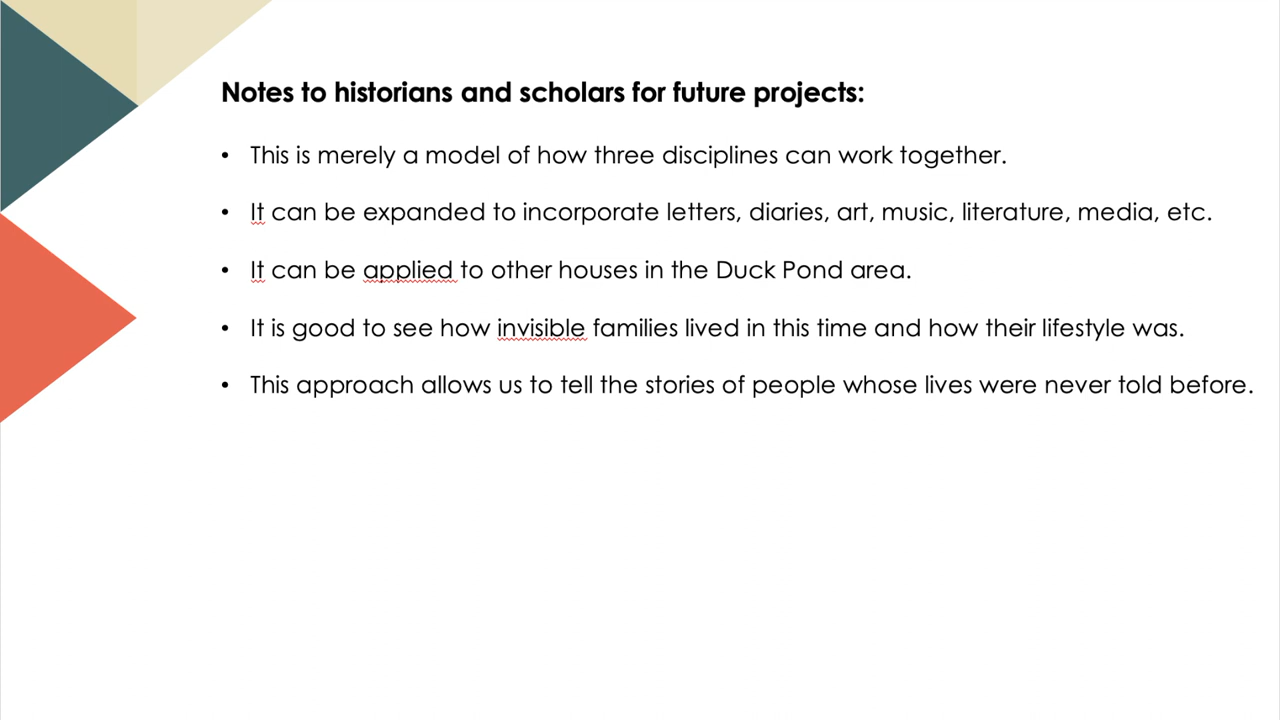 Notes to historians and scholars for future projects:
• This is merely a model of how three disciplines can work together.
• It can be expanded to incorporate letters, diaries, art, music, literature, media, etc.
• It can be applied to other houses in the Duck Pond area.
• It is good to see how invisible families lived in this time and how their lifestyle was.
• This approach allows us to tell the stories of people whose lives were never told before.